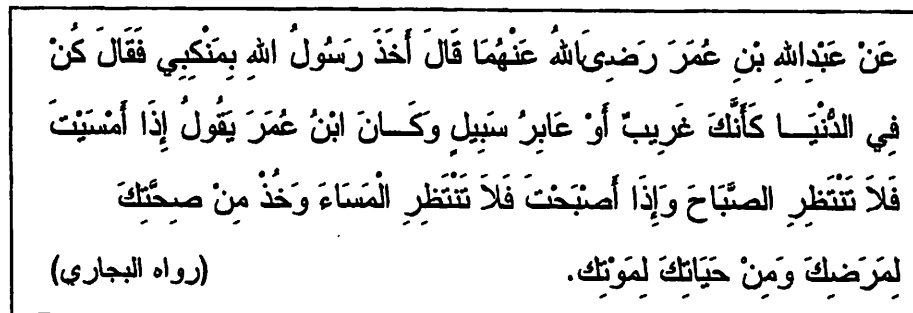 عَنْ عَبْدِاللهِ بْنِ عُمَرَ رَضِىَاللهُ عَنْهُمَا قَالَ أَخَذَ رَسُولُ اللهِ بِمَنْكِبِي فَقَالَ كُنْ
فِي الدُّنْيَــا كَأَنَّكَ غَرِيبٌ أَوْ عَابِرُ سَبِيلٍ وكَــانَ ابْنُ عُمَرَ يَقُولُ إِذَا أَمْسَيْتَ
فَلاَ تَنْتَظِرِ الصَّبَاحَ وَإِذَا أَصْبَحْتَ فَلاَ تَنْتَظِرِ الْمَسَاءَ وَخُذْ مِنْ صِحَّتِكَ
لِمَرَضِكَ وَمِنْ حَيَاتِكَ لِمَوْتِكَ. (رواه البجاري)